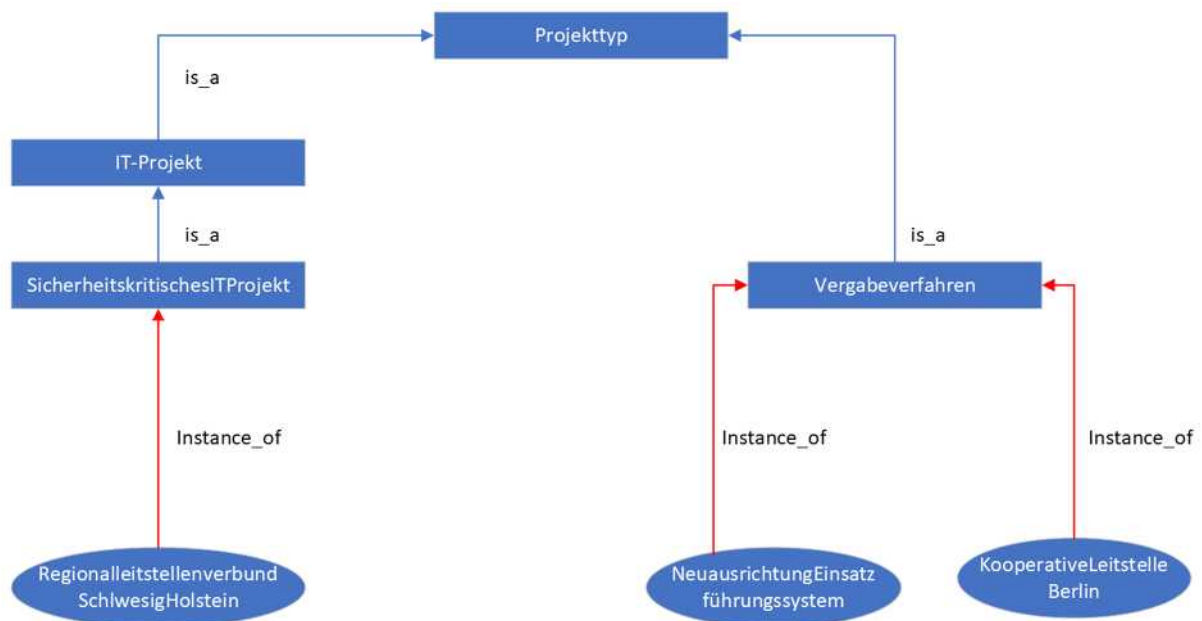 Projekttyp
is_a
IT-Projekt
is_a
is_a
SicherheitskritischesITProjekt
Vergabeverfahren
Instance_of
Instance_of
Instance_of
Regionalleitstellenverbund
SchlwesigHolstein
NeuausrichtungEinsatz
führungssystem
KooperativeLeitstelle
Berlin